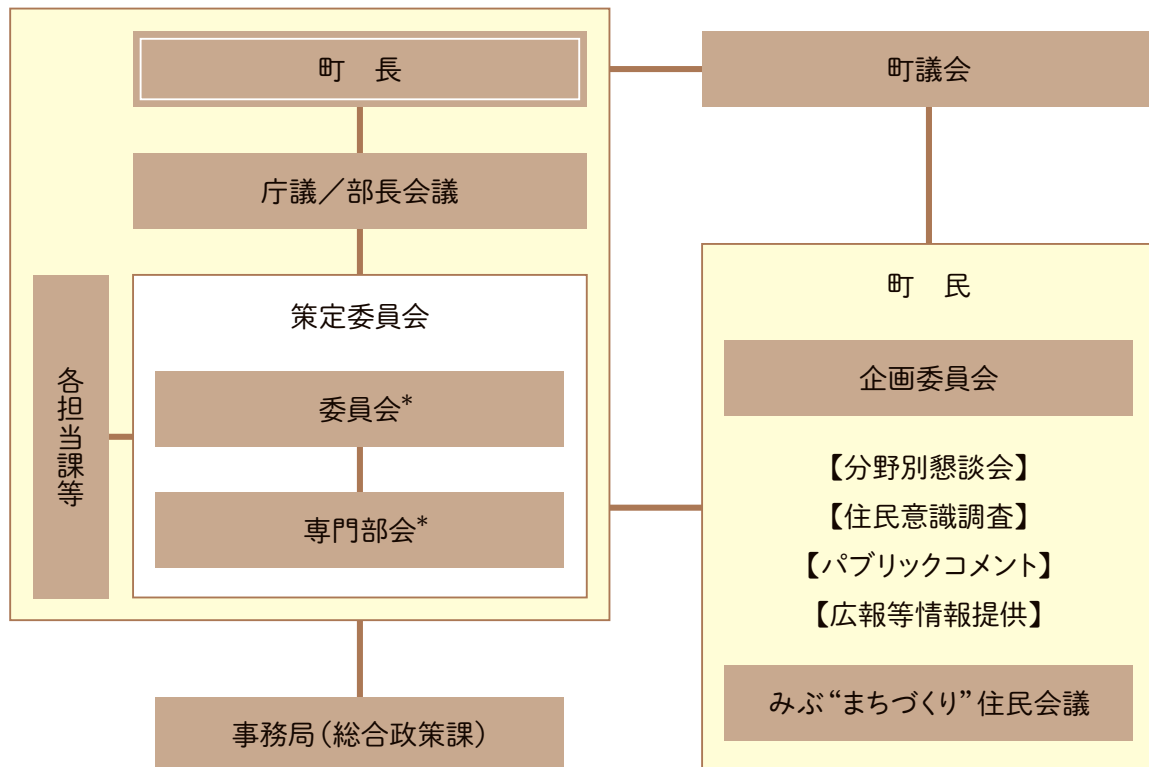 町　長
町議会
庁議／部長会議
策定委員会
各担当課等
委員会*
専門部会*
事務局（総合政策課）
町　民
企画委員会
【分野別懇談会】
【住民意識調査】
【パブリックコメント】
【広報等情報提供】
みぶ“まちづくり”住民会議